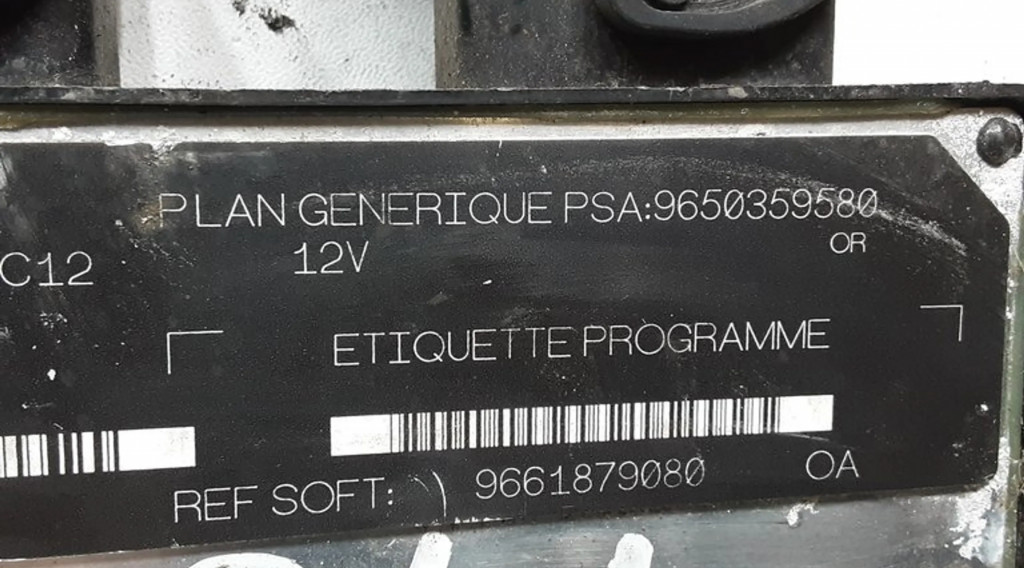 PLAN GENERIQUE PSA:9650359580
C12 12V OR
ETIQUETTE PROGRAMME
REF SOFT: ) 9661879080 OA